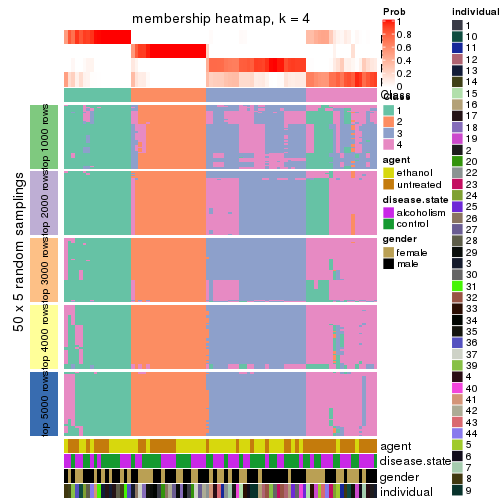 membership heatmap, k = 4
50 x 5 random samplings
top 1000 rows
top 2000 rows
top 3000 rows
top 4000 rows
top 5000 rows
Class
agent
disease.state
gender
individual
Prob
1
0.8
0.6
0.4
0.2
0
Class
1
2
3
4
agent
ethanol
untreated
disease.state
alcoholism
control
gender
female
male
individual
1
10
11
12
13
14
15
16
17
18
19
2
20
22
23
24
25
26
27
28
29
3
30
31
32
33
34
35
36
37
39
4
40
41
42
43
44
5
6
7
8
9